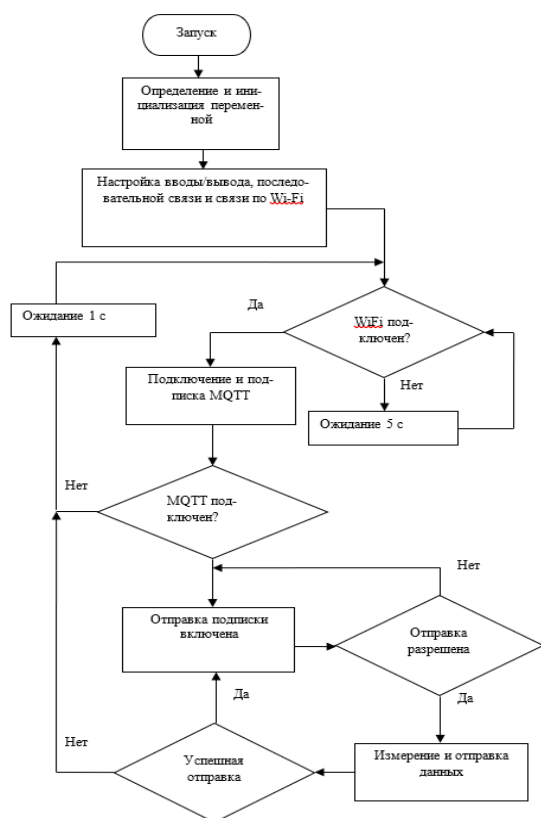 Запуск
Определение и ини-
циализация перемен-
ной
Настройка вводы/вывода, последо-
вательной связи и связи по Wi-Fi
Ожидание 1 с
Да
WiFi под-
ключен?
Подключение и под-
писка MQTT
Нет
Ожидание 5 с
Нет
MQTT под-
ключен?
Нет
Отправка подписки
включена
Отправка
разрешена
Да
Да
Нет
Успешная
отправка
Измерение и отправка
данных